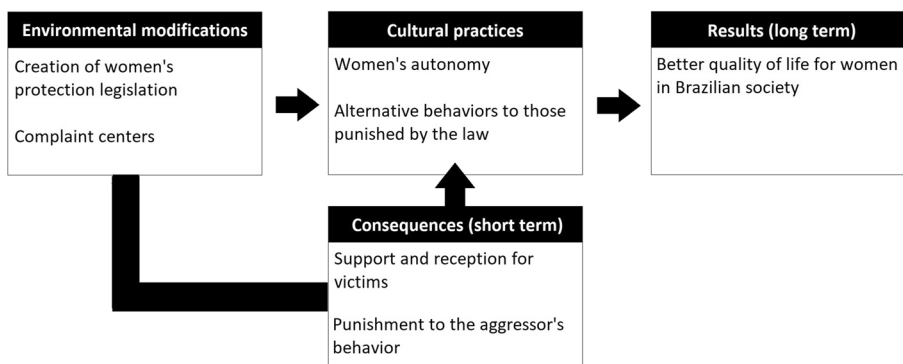 Environmental modifications
Creation of women's
protection legislation
Complaint centers
Cultural practices
Women's autonomy
Alternative behaviors to those
punished by the law
Results (long term)
Better quality of life for women
in Brazilian society
Consequences (short term)
Support and reception for
victims
Punishment to the aggressor's
behavior